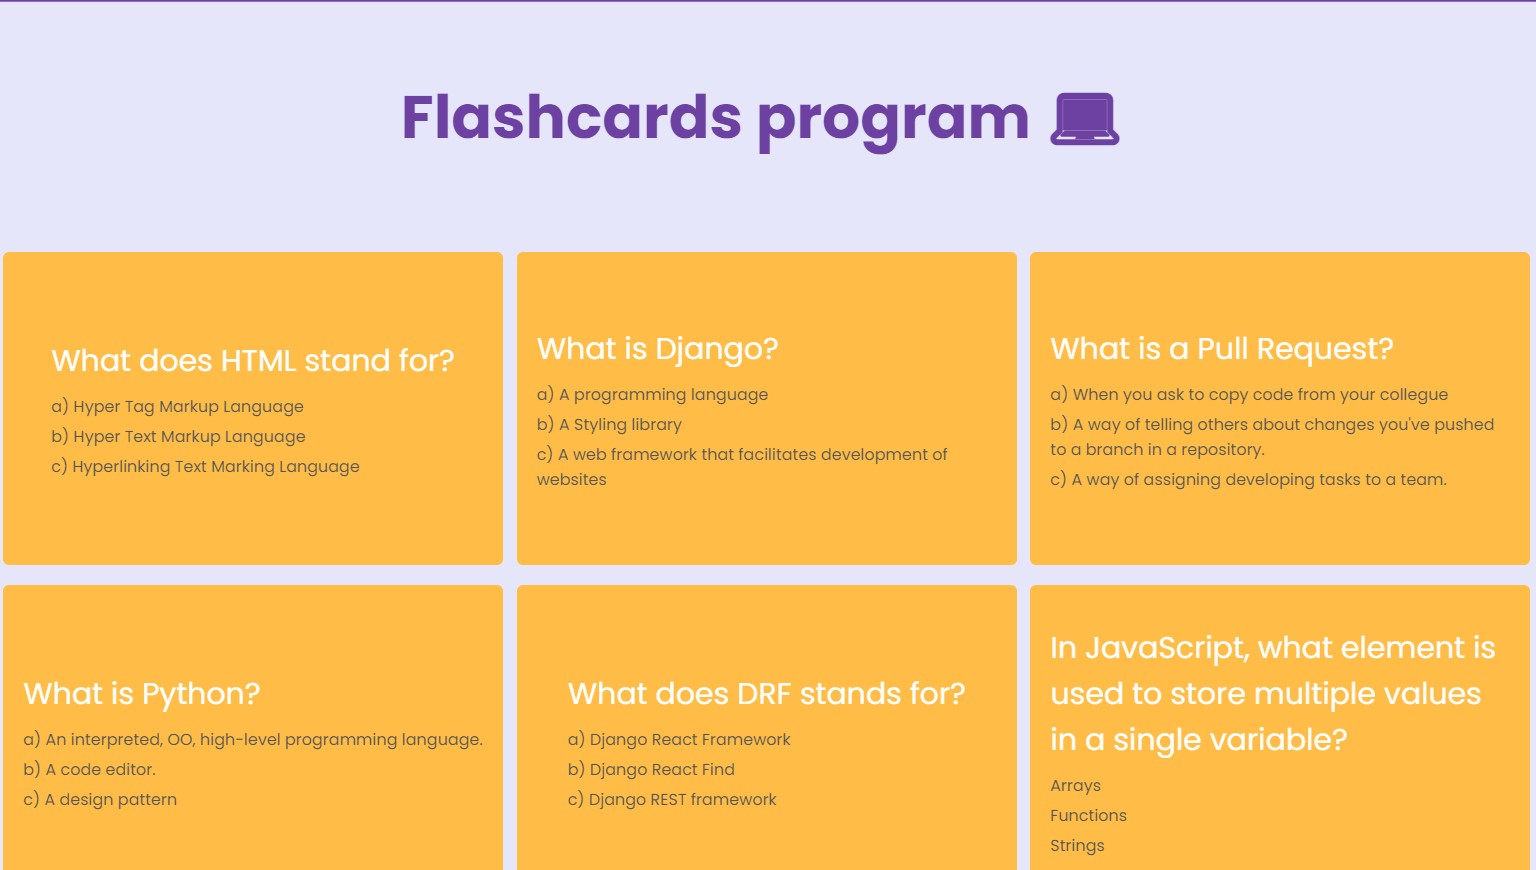 Flashcards program
What does HTML stand for?
a) Hyper Tag Markup Language
b) Hyper Text Markup Language
c) Hyperlinking Text Marking Language
What is Django?
a) A programming language
b) A Styling library
c) A web framework that facilitates development of
websites
What is a Pull Request?
a) When you ask to copy code from your collegue
b) A way of telling others about changes you've pushed
to a branch in a repository.
c) A way of assigning developing tasks to a team.
What is Python?
a) An interpreted, OO, high-level programming language.
b) A code editor.
c) A design pattern
What does DRF stands for?
a) Django React Framework
b) Django React Find
c) Django REST framework
In JavaScript, what element is
used to store multiple values
in a single variable?
Arrays
Functions
Strings